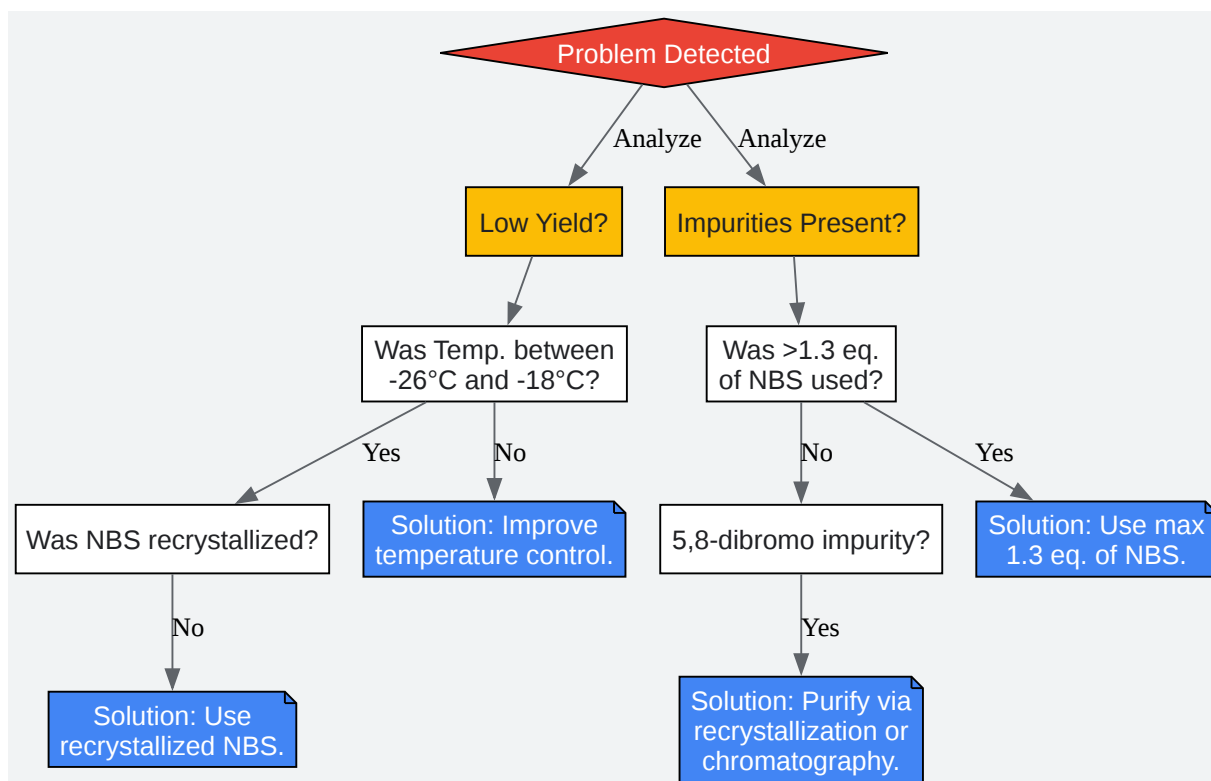 Problem Detected
Analyze
Analyze
Low Yield?
Impurities Present?
Was Temp. between
-26°C and -18°C?
Was >1.3 eq.
of NBS used?
Yes
No
No
Yes
Was NBS recrystallized?
Solution: Improve
temperature control.
5,8-dibromo impurity?
Solution: Use max
1.3 eq. of NBS.
No
Yes
Solution: Use
recrystallized NBS.
Solution: Purify via
recrystallization or
chromatography.